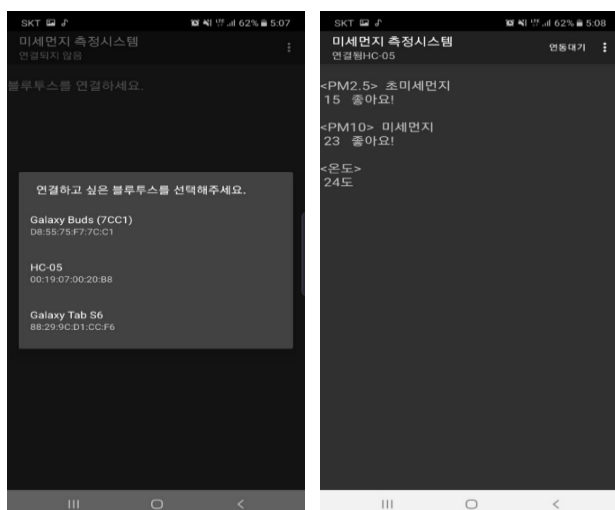 SKT 62% 5:07
미세먼지 측정시스템
연결되지 않음
블루투스를 연결하세요.
연결하고 싶은 블루투스를 선택해주세요.
Galaxy Buds (7CC1)
D8:55:75:F7:7C:C1
HC-05
00:19:07:00:20:B8
Galaxy Tab S6
88:29:9C:D1:CC:F6
SKT 62% 5:08
미세먼지 측정시스템
연결됨HC-05
연동대기
<PM2.5> 초미세먼지
15 좋아요!
<PM10> 미세먼지
23 좋아요!
<온도>
24도